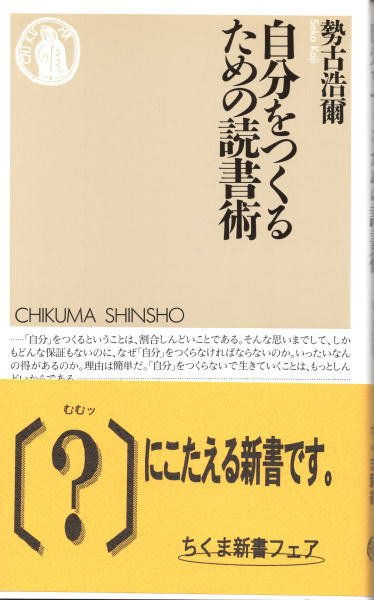 勢古浩爾
Seko Koji
自分をつくる
ための読書術
CHIKUMA SHINSHO
……「自分」をつくるということは、割合しんどいことである。そんな思いまでして、しか
もどんな保証もないのに、なぜ「自分」をつくらなければならないのか。いったいなん
の得があるのか。理由は簡単だ。「自分」をつくらないで生きていくことは、もっとしん
どいからである
むむッ
〔?〕にこたえる新書です。
ちくま新書フェア